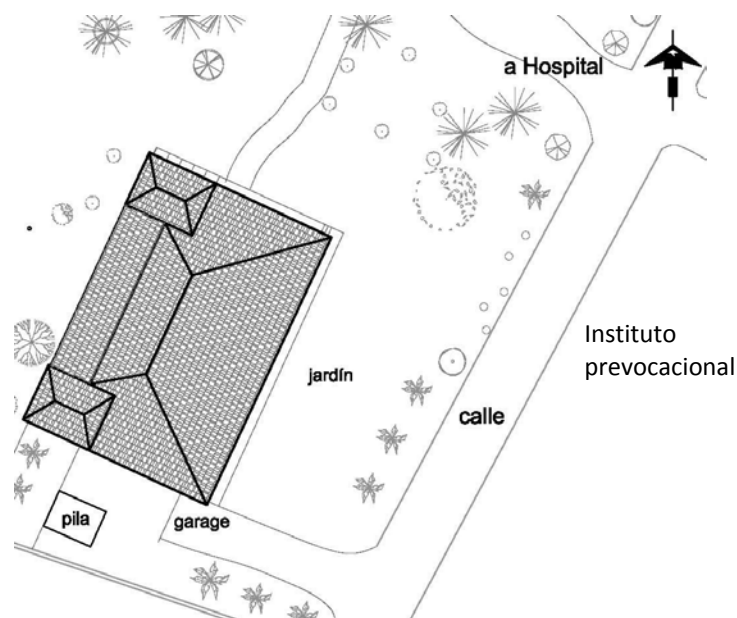 a Hospital
Instituto
prevocacional
jardín
calle
pila
garage